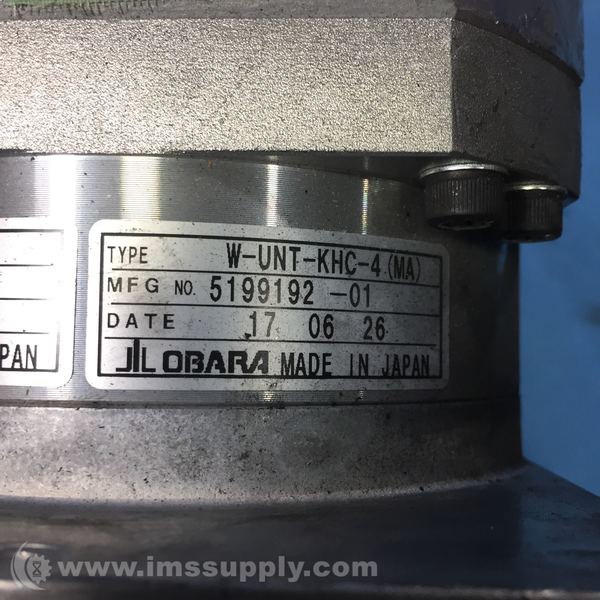 TYPE W-UNT-KHC-4 (MA)
MFG NO. 5199192 -01
DATE 17 06 26
OBARA MADE IN JAPAN
PAN
© www.imssupply.com